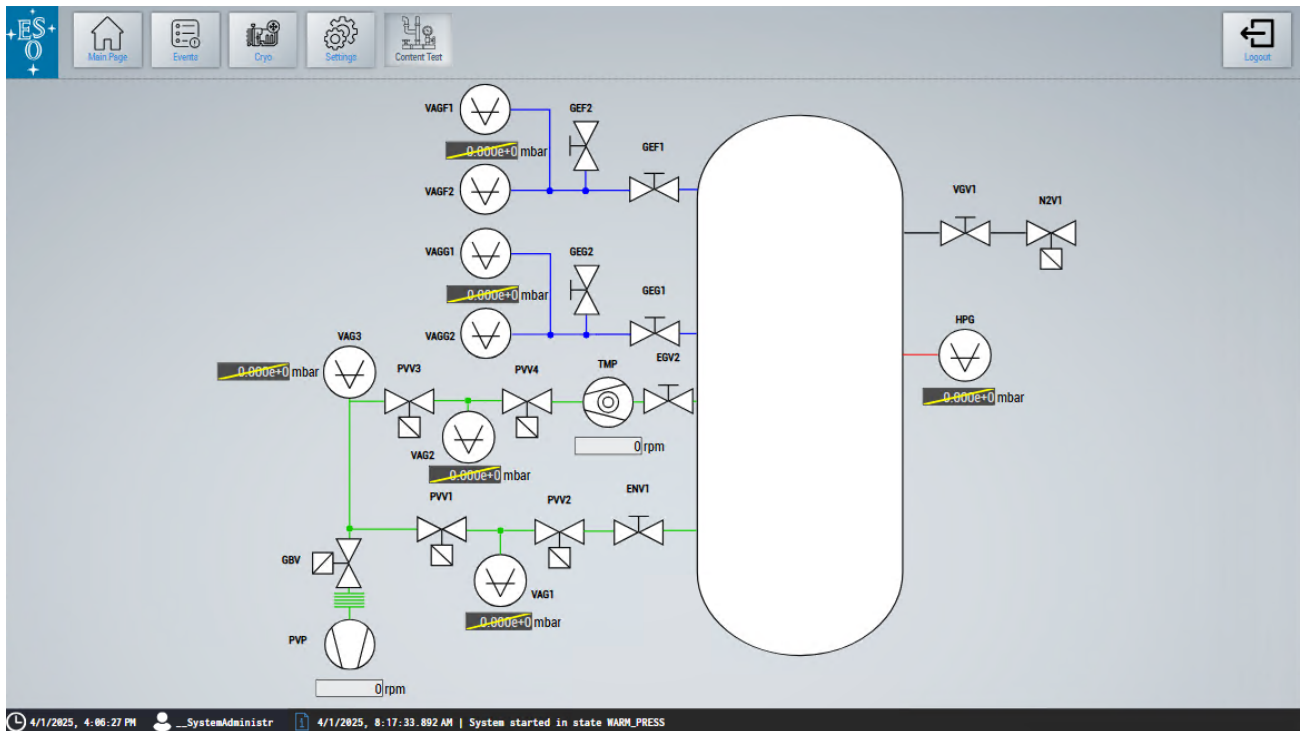 ESO
Main Page
Events
Cryo
Settings
Content Test
Logout
VAGF1
GEF2
0.000e+0 mbar
GEF1
VAGF2
VGV1
N2V1
VAGG1
GEG2
0.000e+0 mbar
GEG1
VAGG2
HPG
VAG3
EGV2
PVV3
PVV4
TMP
0.000e+0 mbar
0.000e+0 mbar
0 rpm
VAG2
0.000e+0 mbar
PVV1
PVV2
ENV1
GBV
VAG1
0.000e+0 mbar
PVP
0 rpm
4/1/2025, 4:06:27 PM __SystemAdministr 4/1/2025, 8:17:33.892 AM | System started in state WARM_PRESS